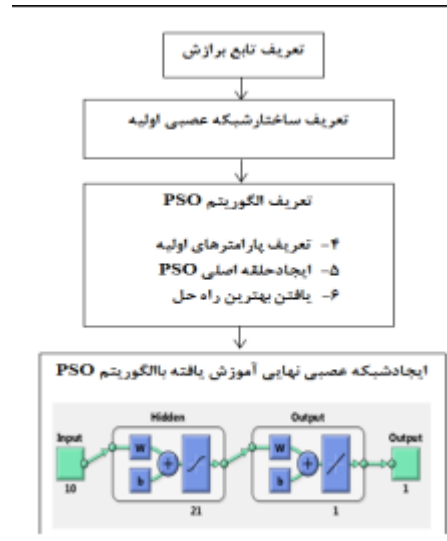 تعریف تابع برازش
تعریف ساختارشبکه عصبی اولیه
تعریف الگوریتم PSO
۴- تعریف پارامترهای اولیه
۵- ایجادحلقه اصلی PSO
۶- یافتن بهترین راه حل
ایجادشبکه عصبی نهایی آموزش یافته باالگوریتم PSO
Hidden Output
Input W W Output
+ +
b b
10 21 1 1